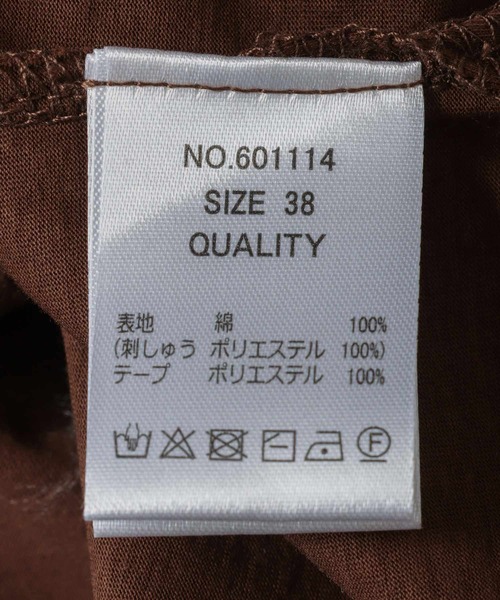 NO.601114
SIZE 38
QUALITY
表地 綿 100%
(刺しゅう ポリエステル 100%)
テープ ポリエステル 100%
F